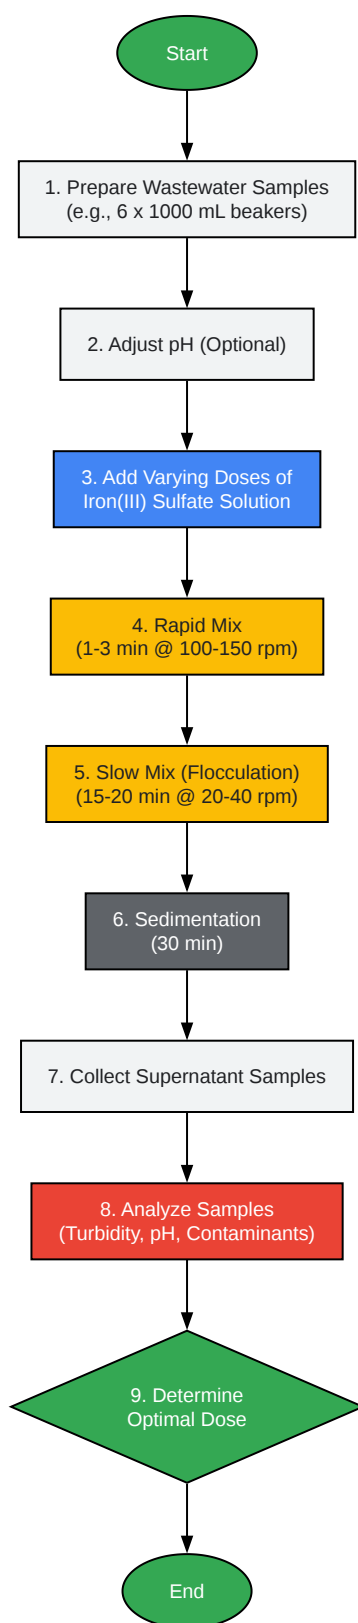 Start
1. Prepare Wastewater Samples
(e.g., 6 x 1000 mL beakers)
2. Adjust pH (Optional)
3. Add Varying Doses of
Iron(III) Sulfate Solution
4. Rapid Mix
(1-3 min @ 100-150 rpm)
5. Slow Mix (Flocculation)
(15-20 min @ 20-40 rpm)
6. Sedimentation
(30 min)
7. Collect Supernatant Samples
8. Analyze Samples
(Turbidity, pH, Contaminants)
9. Determine
Optimal Dose
End